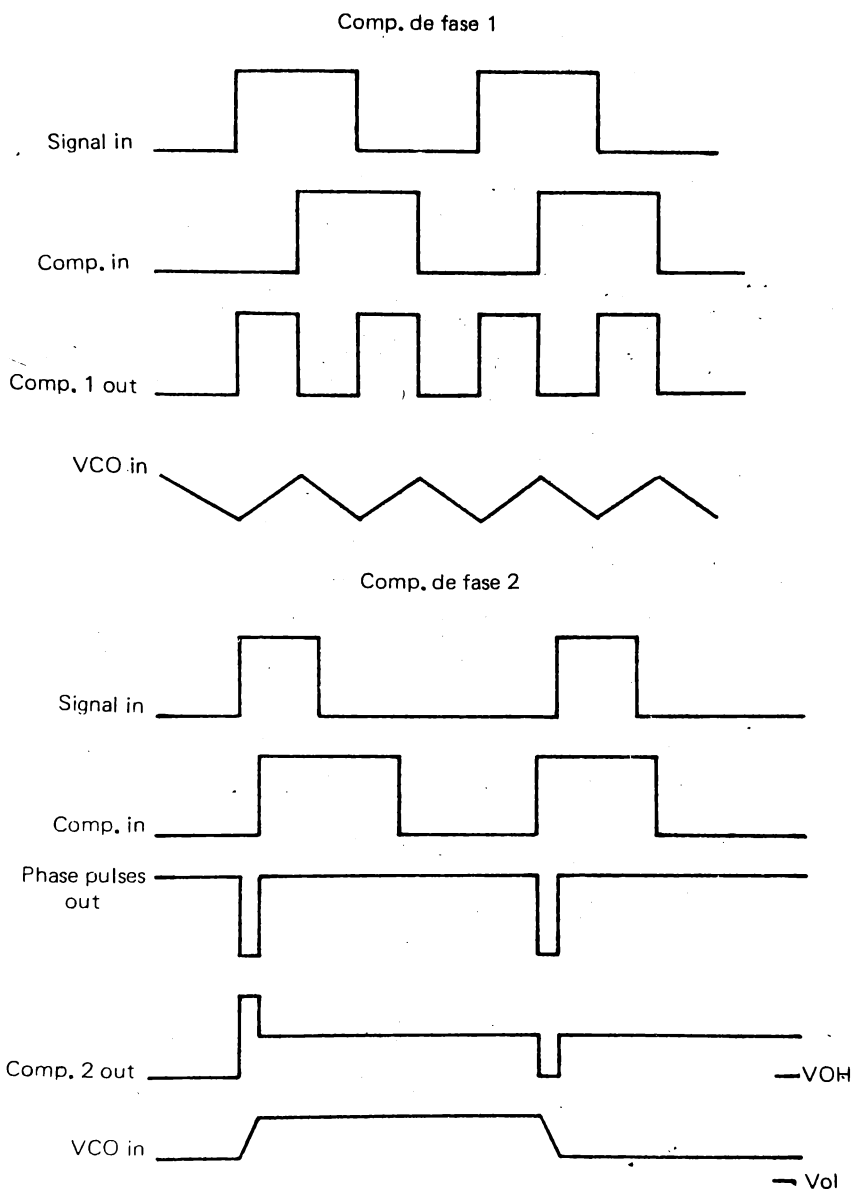 Comp. de fase 1
Signal in
Comp. in
Comp. 1 out
VCO in
Comp. de fase 2
Signal in
Comp. in
Phase pulses
out
Comp. 2 out
VOH
VCO in
Vol